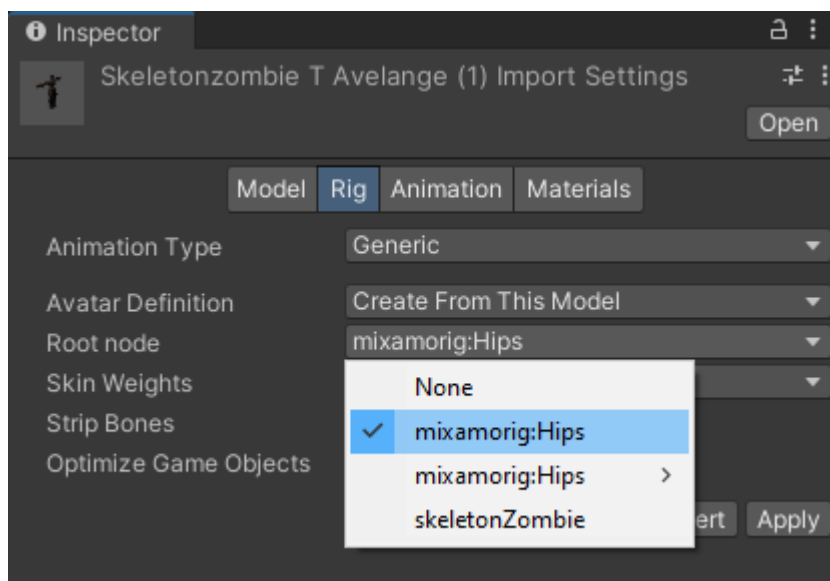 Inspector
Skeletonzombie T Avelange (1) Import Settings
Open
Model Rig Animation Materials
Animation Type Generic
Avatar Definition Create From This Model
Root node mixamorig:Hips
Skin Weights
None
Strip Bones
mixamorig:Hips
Optimize Game Objects
mixamorig:Hips
skeletonZombie
ert Apply